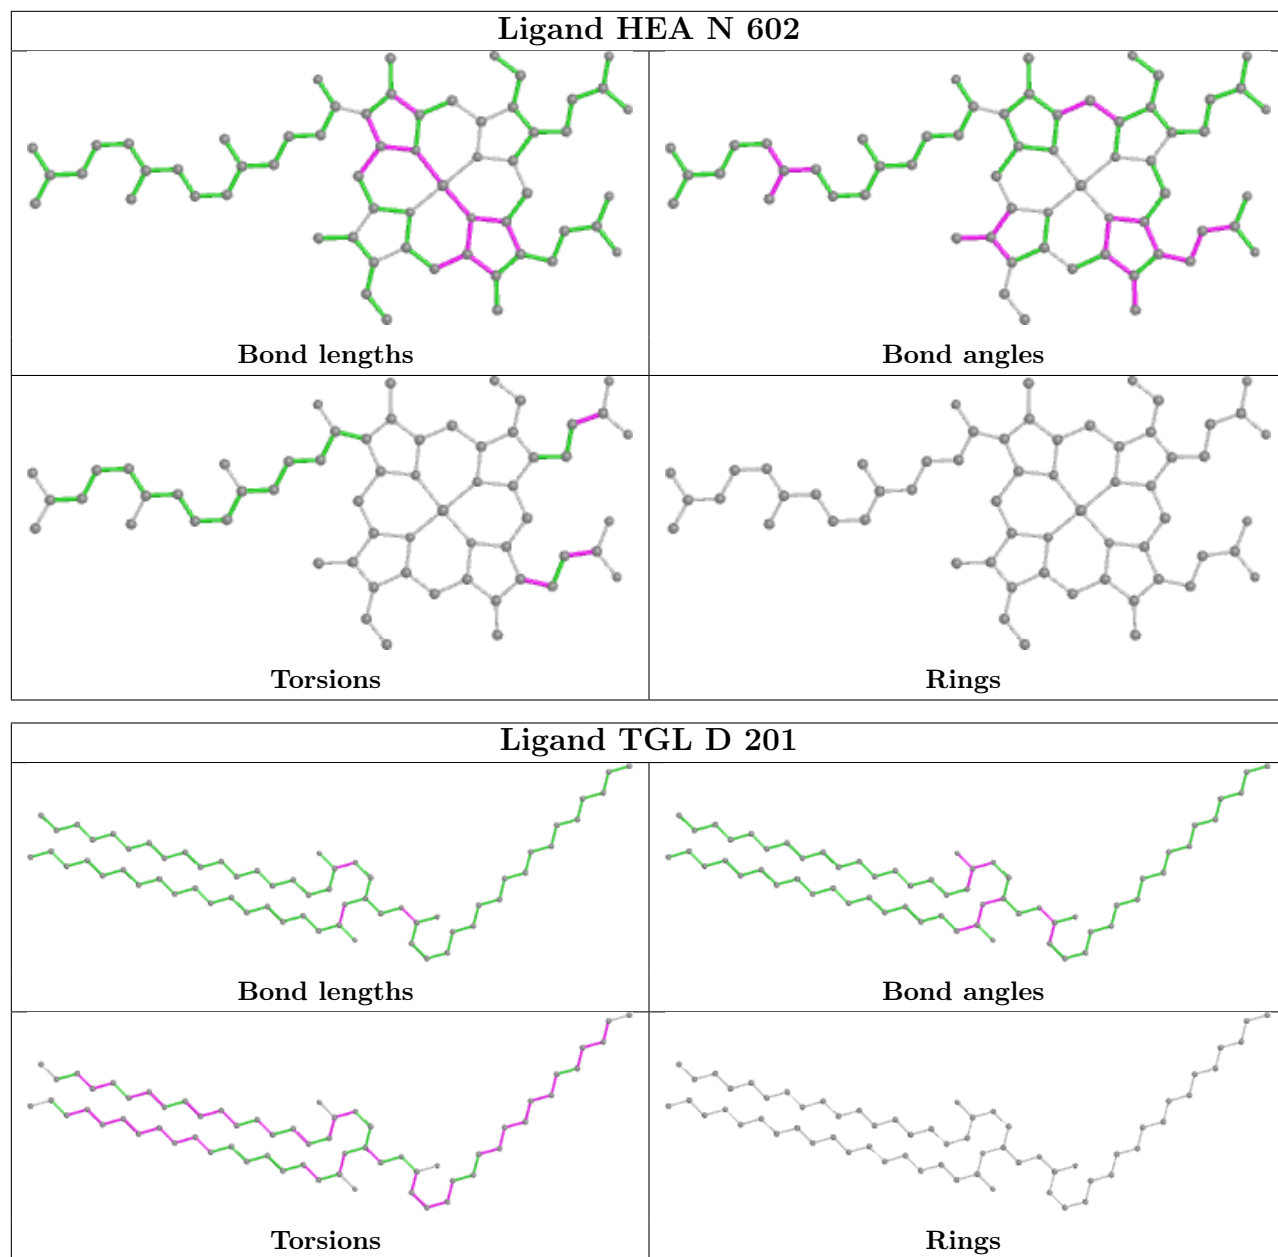 Ligand HEA N 602
Bond lengths
Bond angles
Torsions
Rings
Ligand TGL D 201
Bond lengths
Bond angles
Torsions
Rings